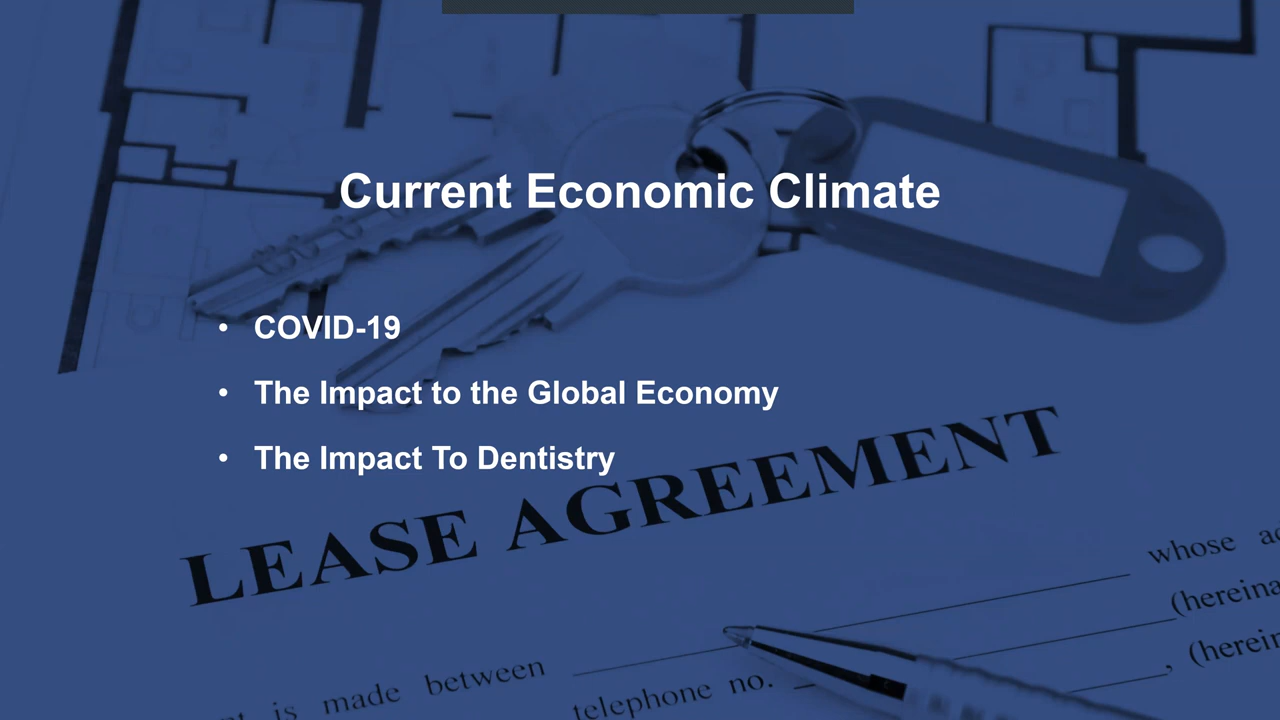 Current Economic Climate
• COVID-19
• The Impact to the Global Economy
• The Impact To Dentistry
LEASE AGREEMENT
whose
(hereina
is made between
, (herein
telephone no.